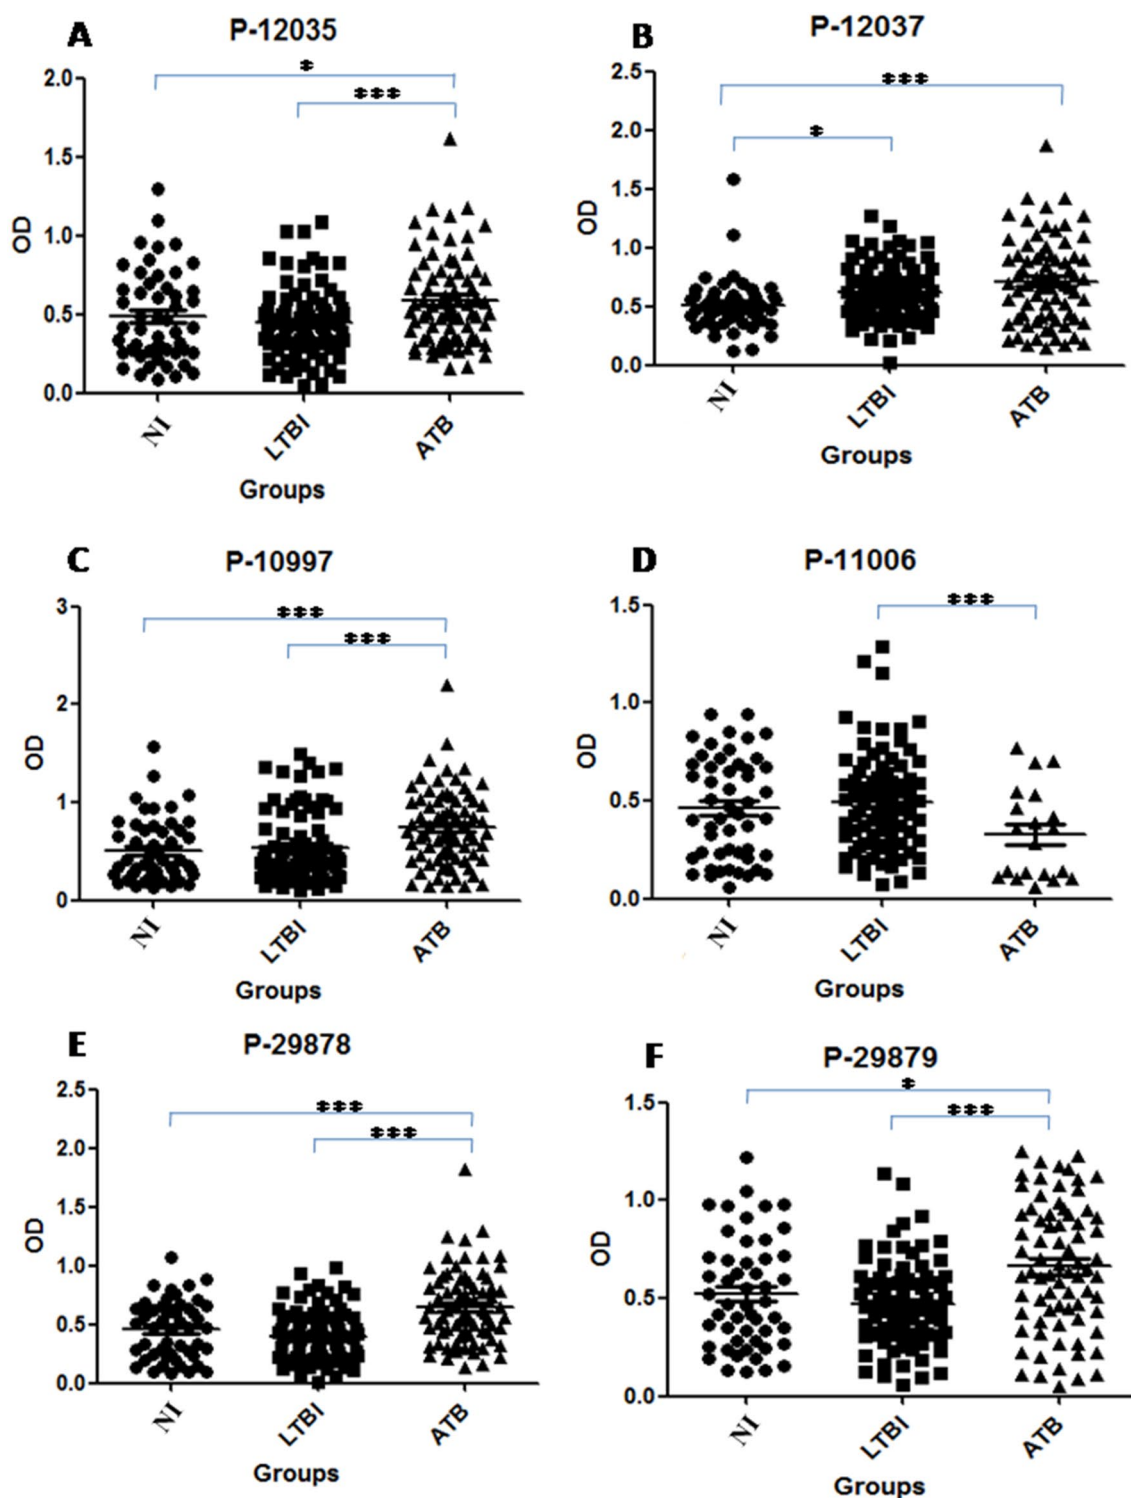 A P-12035
*
***
2.0
1.5
1.0
0.5
0.0
OD
NI LTBI ATB
Groups
B P-12037
***
*
2.5
2.0
1.5
1.0
0.5
0.0
OD
NI LTBI ATB
Groups
C P-10997
***
***
3
2
1
0
OD
NI LTBI ATB
Groups
D P-11006
***
1.5
1.0
0.5
0.0
OD
NI LTBI ATB
Groups
E P-29878
***
***
2.5
2.0
1.5
1.0
0.5
0.0
OD
NI LTBI ATB
Groups
F P-29879
*
***
1.5
1.0
0.5
0.0
OD
NI LTBI ATB
Groups